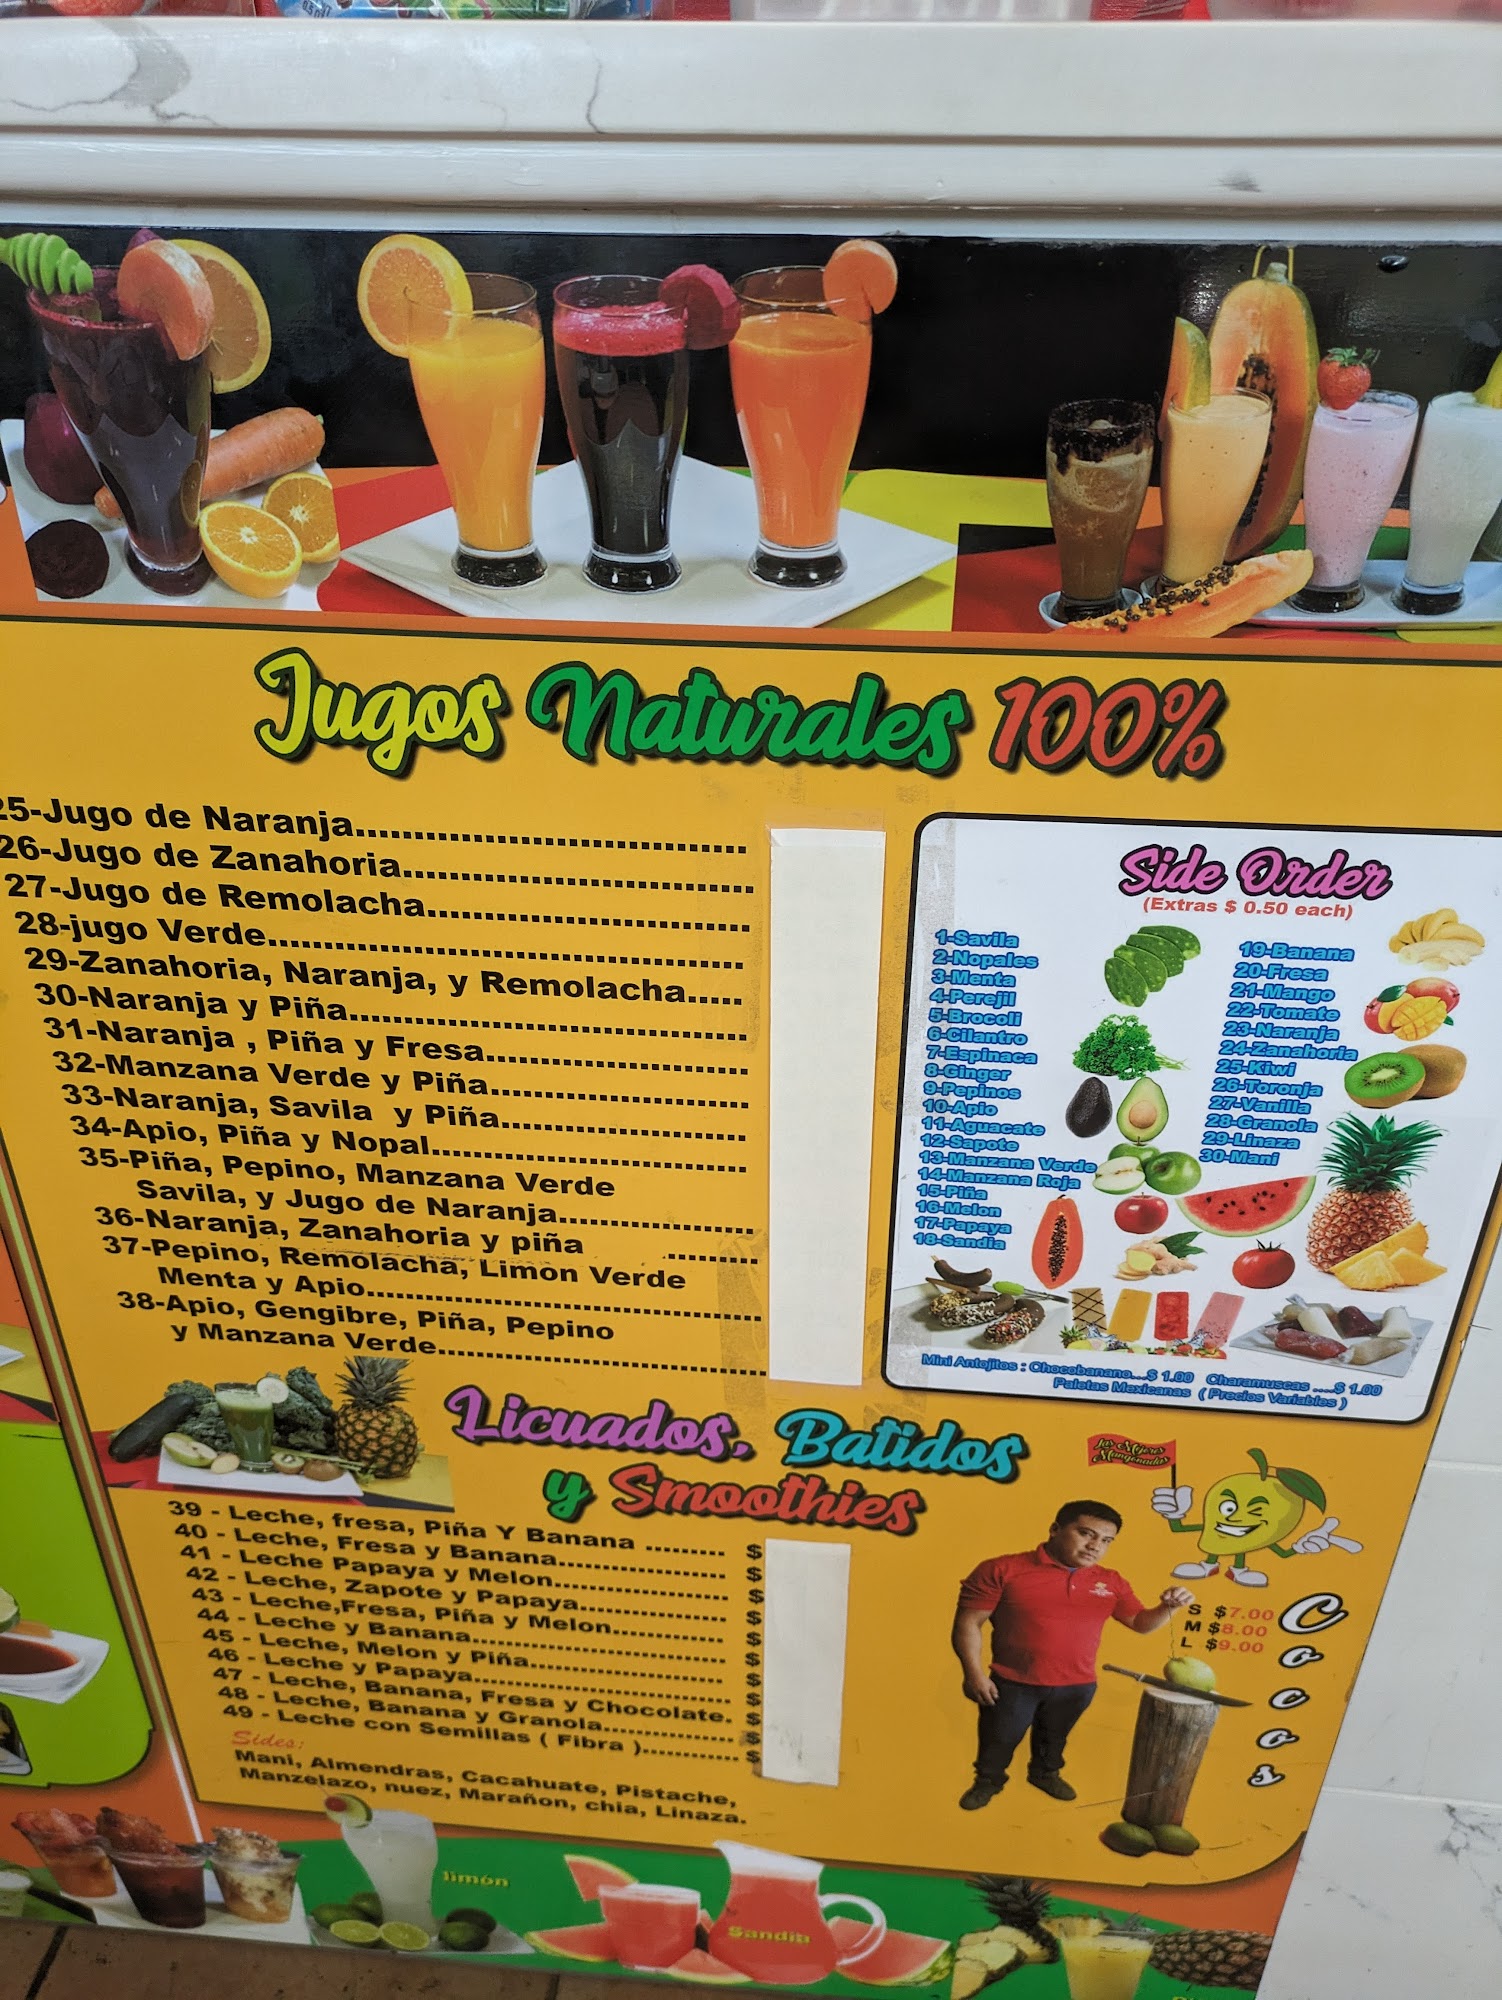 Jugos Naturales 100%
25-Jugo de Naranja
26-Jugo de Zanahoria
27-Jugo de Remolacha
28-jugo Verde
29-Zanahoria, Naranja, y Remolacha
30-Naranja y Piña
31-Naranja , Piña y Fresa
32-Manzana Verde y Piña
33-Naranja, Savila y Piña
34-Apio, Piña y Nopal
35-Piña, Pepino, Manzana Verde
Savila, y Jugo de Naranja
36-Naranja, Zanahoria y piña
37-Pepino, Remolacha, Limon Verde
Menta y Apio
38-Apio, Gengibre, Piña, Pepino
y Manzana Verde
Side Order
(Extras $ 0.50 each)
1-Savila
2-Nopales
3-Menta
4-Perejil
5-Brocoli
6-Cilantro
7-Espinaca
8-Ginger
9-Pepinos
10-Apio
11-Aguacate
12-Sapote
13-Manzana Verde
14-Manzana Roja
15-Piña
16-Melon
17-Papaya
18-Sandia
19-Banana
20-Fresa
21-Mango
22-Tomate
23-Naranja
24-Zanahoria
25-Kiwi
26-Toronja
27-Vanilla
28-Granola
29-Linaza
30-Mani
Mini Antojitos : Chocobanano...$ 1.00 Charamuscas ....$ 1.00
Paletas Mexicanas ( Precios Variables )
Licuados, Batidos
y Smoothies
39 - Leche, fresa, Piña Y Banana ......... $
40 - Leche, Fresa y Banana $
41 - Leche Papaya y Melon $
42 - Leche, Zapote y Papaya $
43 - Leche,Fresa, Piña y Melon $
44 - Leche y Banana $
45 - Leche, Melon y Piña $
46 - Leche y Papaya $
47 - Leche, Banana, Fresa y Chocolate. $
48 - Leche, Banana y Granola $
49 - Leche con Semillas ( Fibra ) $
Sides:
Mani, Almendras, Cacahuate, Pistache,
Manzelazo, nuez, Marañon, chia, Linaza.
Las Mejores
Mangonadas
S $7.00
M $8.00
L $9.00
Cocos
limón
Sandia